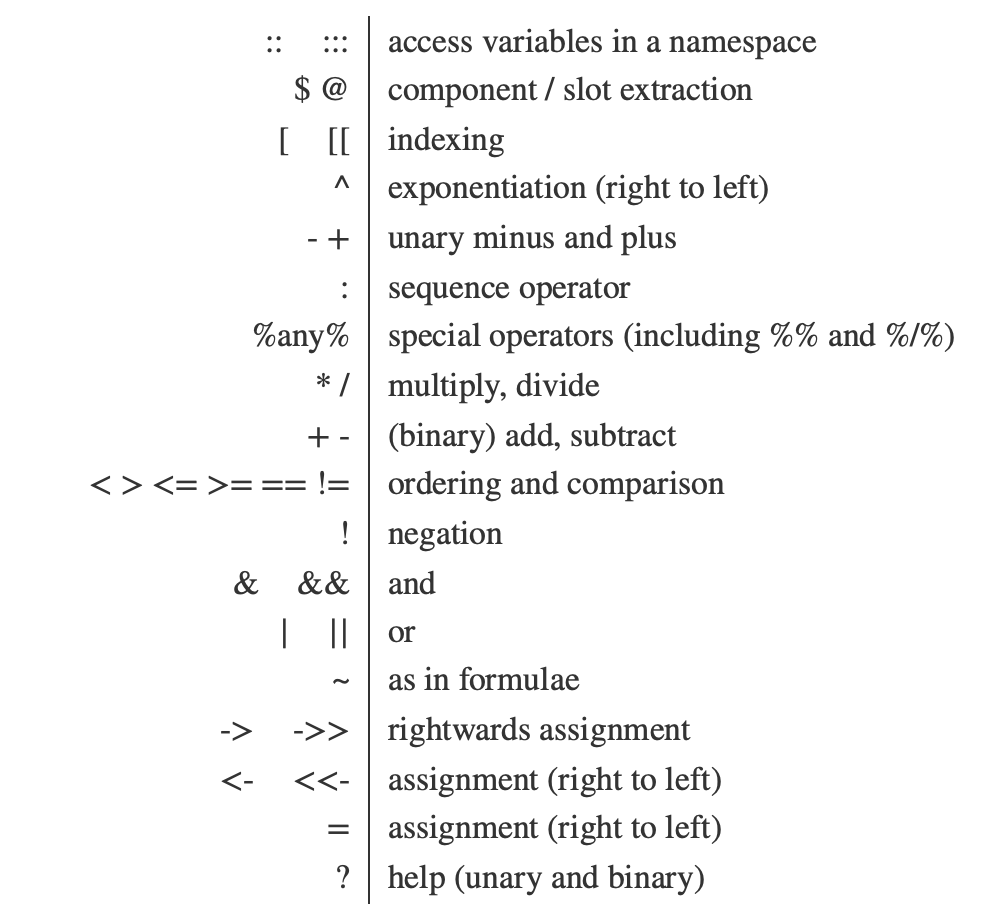 :: ::: access variables in a namespace
$ @ component / slot extraction
[ [[ indexing
^ exponentiation (right to left)
- + unary minus and plus
: sequence operator
%any% special operators (including %% and %/%)
* / multiply, divide
+ - (binary) add, subtract
< > <= >= == != ordering and comparison
! negation
& && and
| || or
~ as in formulae
-> ->> rightwards assignment
<- <<- assignment (right to left)
= assignment (right to left)
? help (unary and binary)